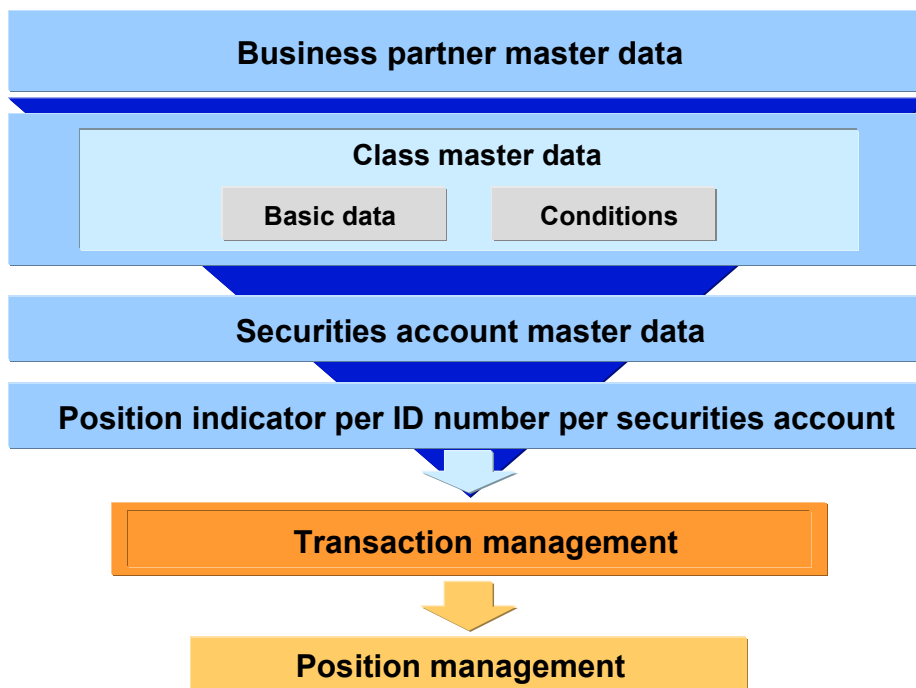 Business partner master data
Class master data
Basic data
Conditions
Securities account master data
Position indicator per ID number per securities account
Transaction management
Position management